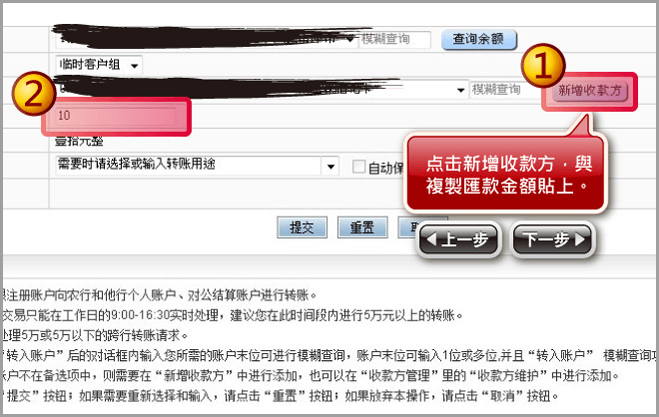 模糊查询 查询余额
临时客户组
模糊查询 新增收款方
1
2
10
壹拾元整
需要时请选择或输入转账用途 自动保
点击新增收款方，與
複製匯款金額貼上。
提交 重置 取
上一步 下一步
注册账户向农行和他行个人账户、对公结算账户进行转账。
交易只能在工作日的9:00-16:30实时处理，建议您在此时间段内进行5万元以上的转账。
处理5万或5万以下的跨行转账请求。
“转入账户”后的对话框内输入您所需的账户末位可进行模糊查询，账户末位可输入1位或多位,并且“转入账户” 模糊查询
账户不在备选项中，则需要在“新增收款方”中进行添加，也可以在“收款方管理”里的“收款方维护”中进行添加。
“提交”按钮；如果需要重新选择和输入，请点击“重置”按钮；如果放弃本操作，请点击“取消”按钮。